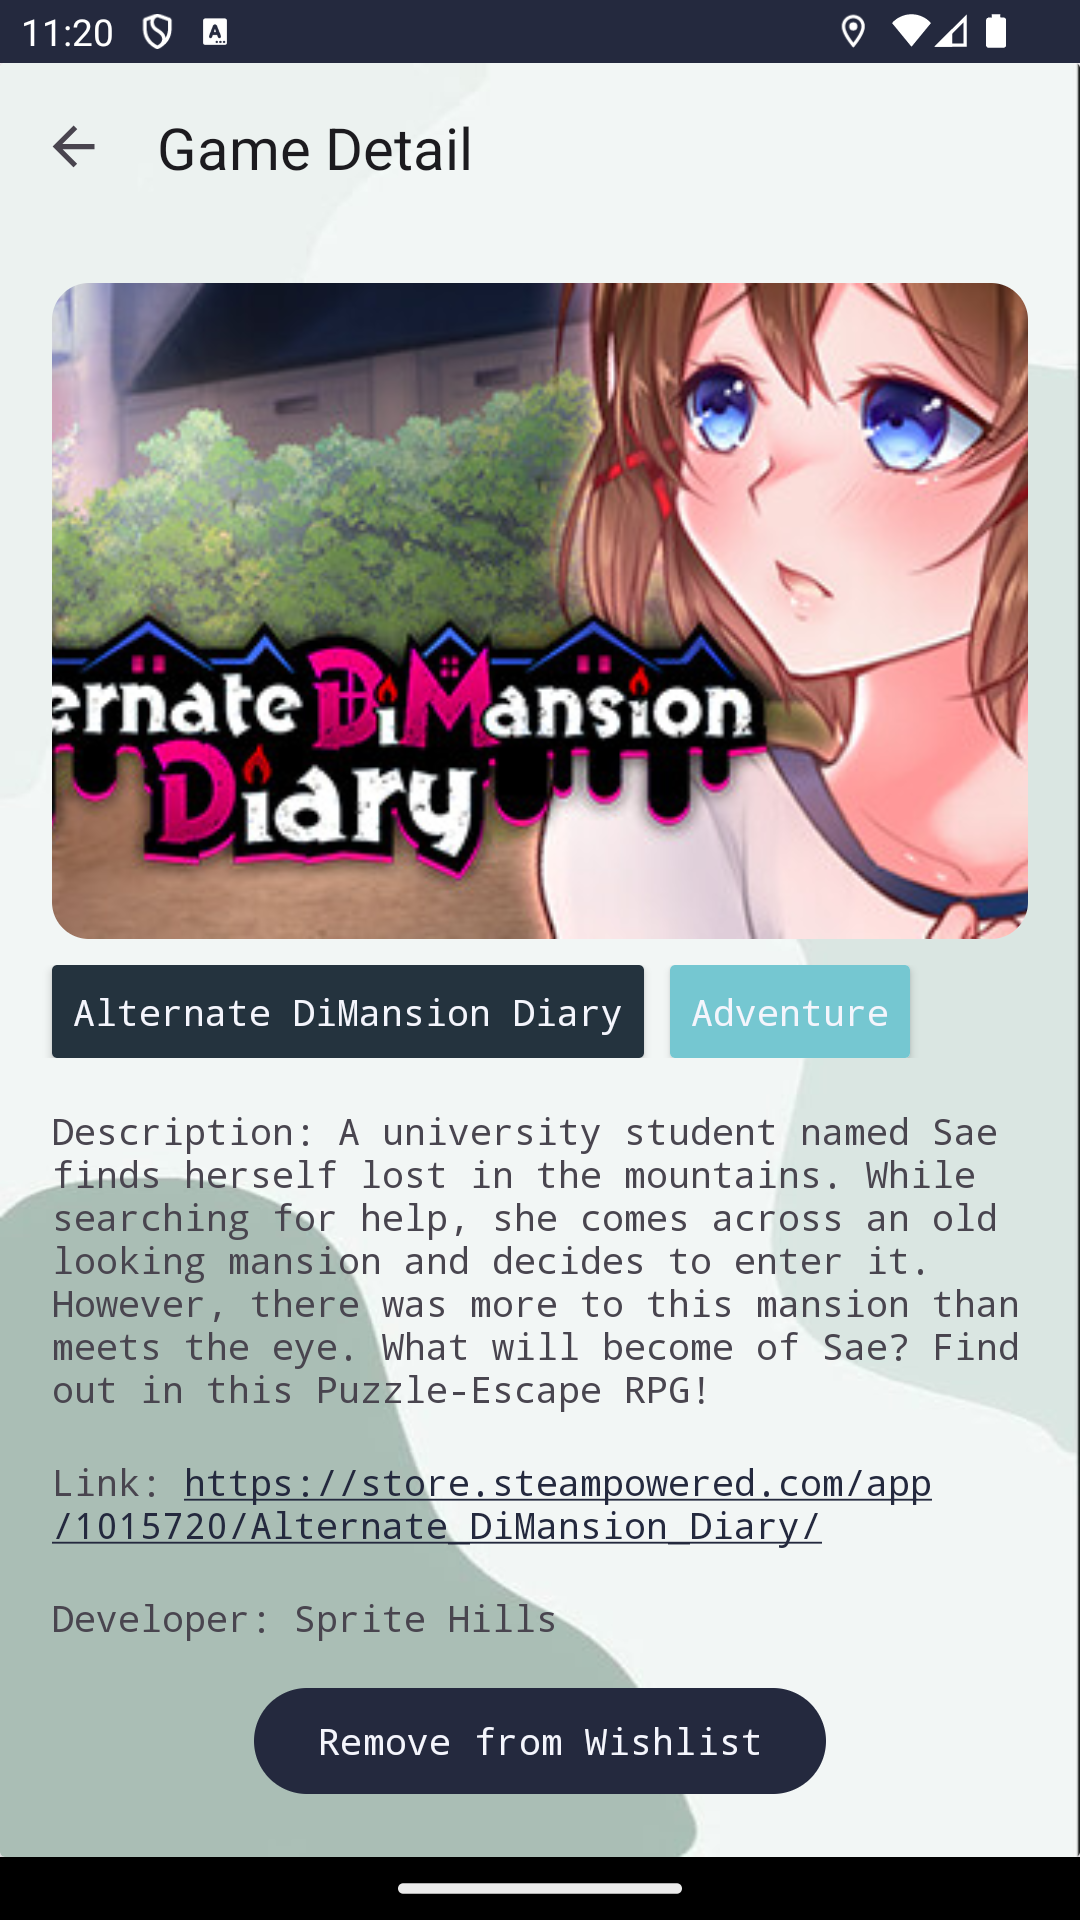 11:20
Game Detail
ernate DiMansion
Diary
Alternate DiMansion Diary
Adventure
Description: A university student named Sae
finds herself lost in the mountains. While
searching for help, she comes across an old
looking mansion and decides to enter it.
However, there was more to this mansion than
meets the eye. What will become of Sae? Find
out in this Puzzle-Escape RPG!
Link: https://store.steampowered.com/app
/1015720/Alternate_DiMansion_Diary/
Developer: Sprite Hills
Remove from Wishlist